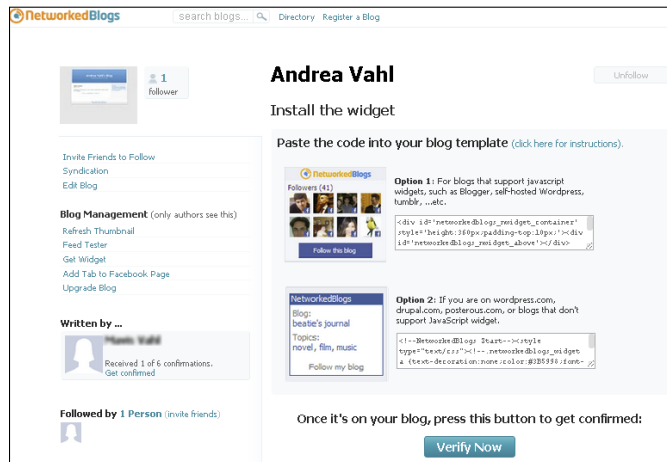 NetworkedBlogs
search blogs...
Directory Register a Blog
1
follower
Andrea Vahl
Unfollow
Install the widget
Invite Friends to Follow
Syndication
Edit Blog
Blog Management (only authors see this)
Refresh Thumbnail
Feed Tester
Get Widget
Add Tab to Facebook Page
Upgrade Blog
Written by ...
Received 1 of 6 confirmations.
Get confirmed
Followed by 1 Person (invite friends)
Paste the code into your blog template (click here for instructions).
NetworkedBlogs
Followers (41)
Follow this blog
Option 1: For blogs that support javascript
widgets, such as Blogger, self-hosted Wordpress,
tumblr, ...etc.
<div id='networkedblogs_nwidget_container'
style='height:360px;padding-top:10px;'><div
id='networkedblogs_nwidget_above'></div>
NetworkedBlogs
Blog:
beatie's journal
Topics:
novel, film, music
Follow my blog
Option 2: If you are on wordpress.com,
drupal.com, posterous.com, or blogs that don't
support JavaScript widget.
<!--NetworkedBlogs Start--><style
type="text/css"><!--.networkedblogs_widget
a {text-decoration:none;color:#3B5998;font-
Once it's on your blog, press this button to get confirmed:
Verify Now